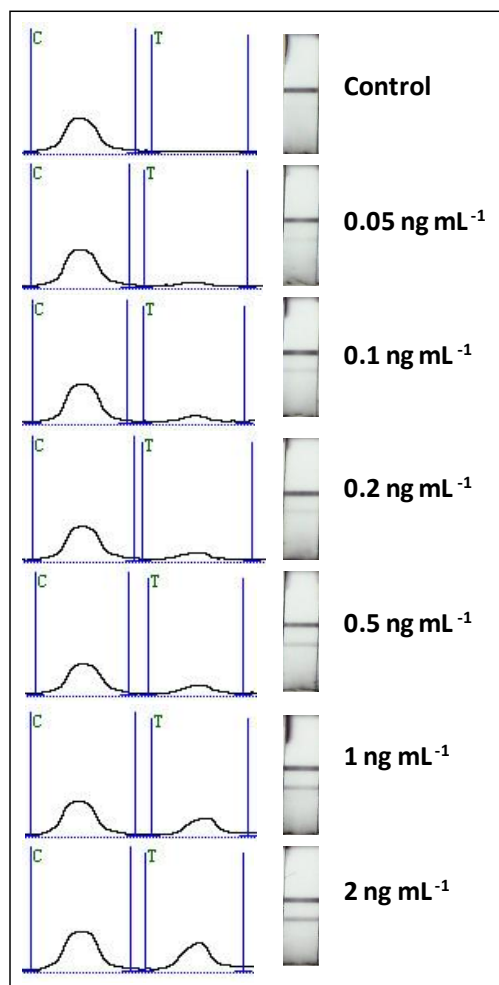 C T
Control
C T
0.05 ng mL-1
C T
0.1 ng mL-1
C T
0.2 ng mL-1
C T
0.5 ng mL-1
C T
1 ng mL-1
C T
2 ng mL-1